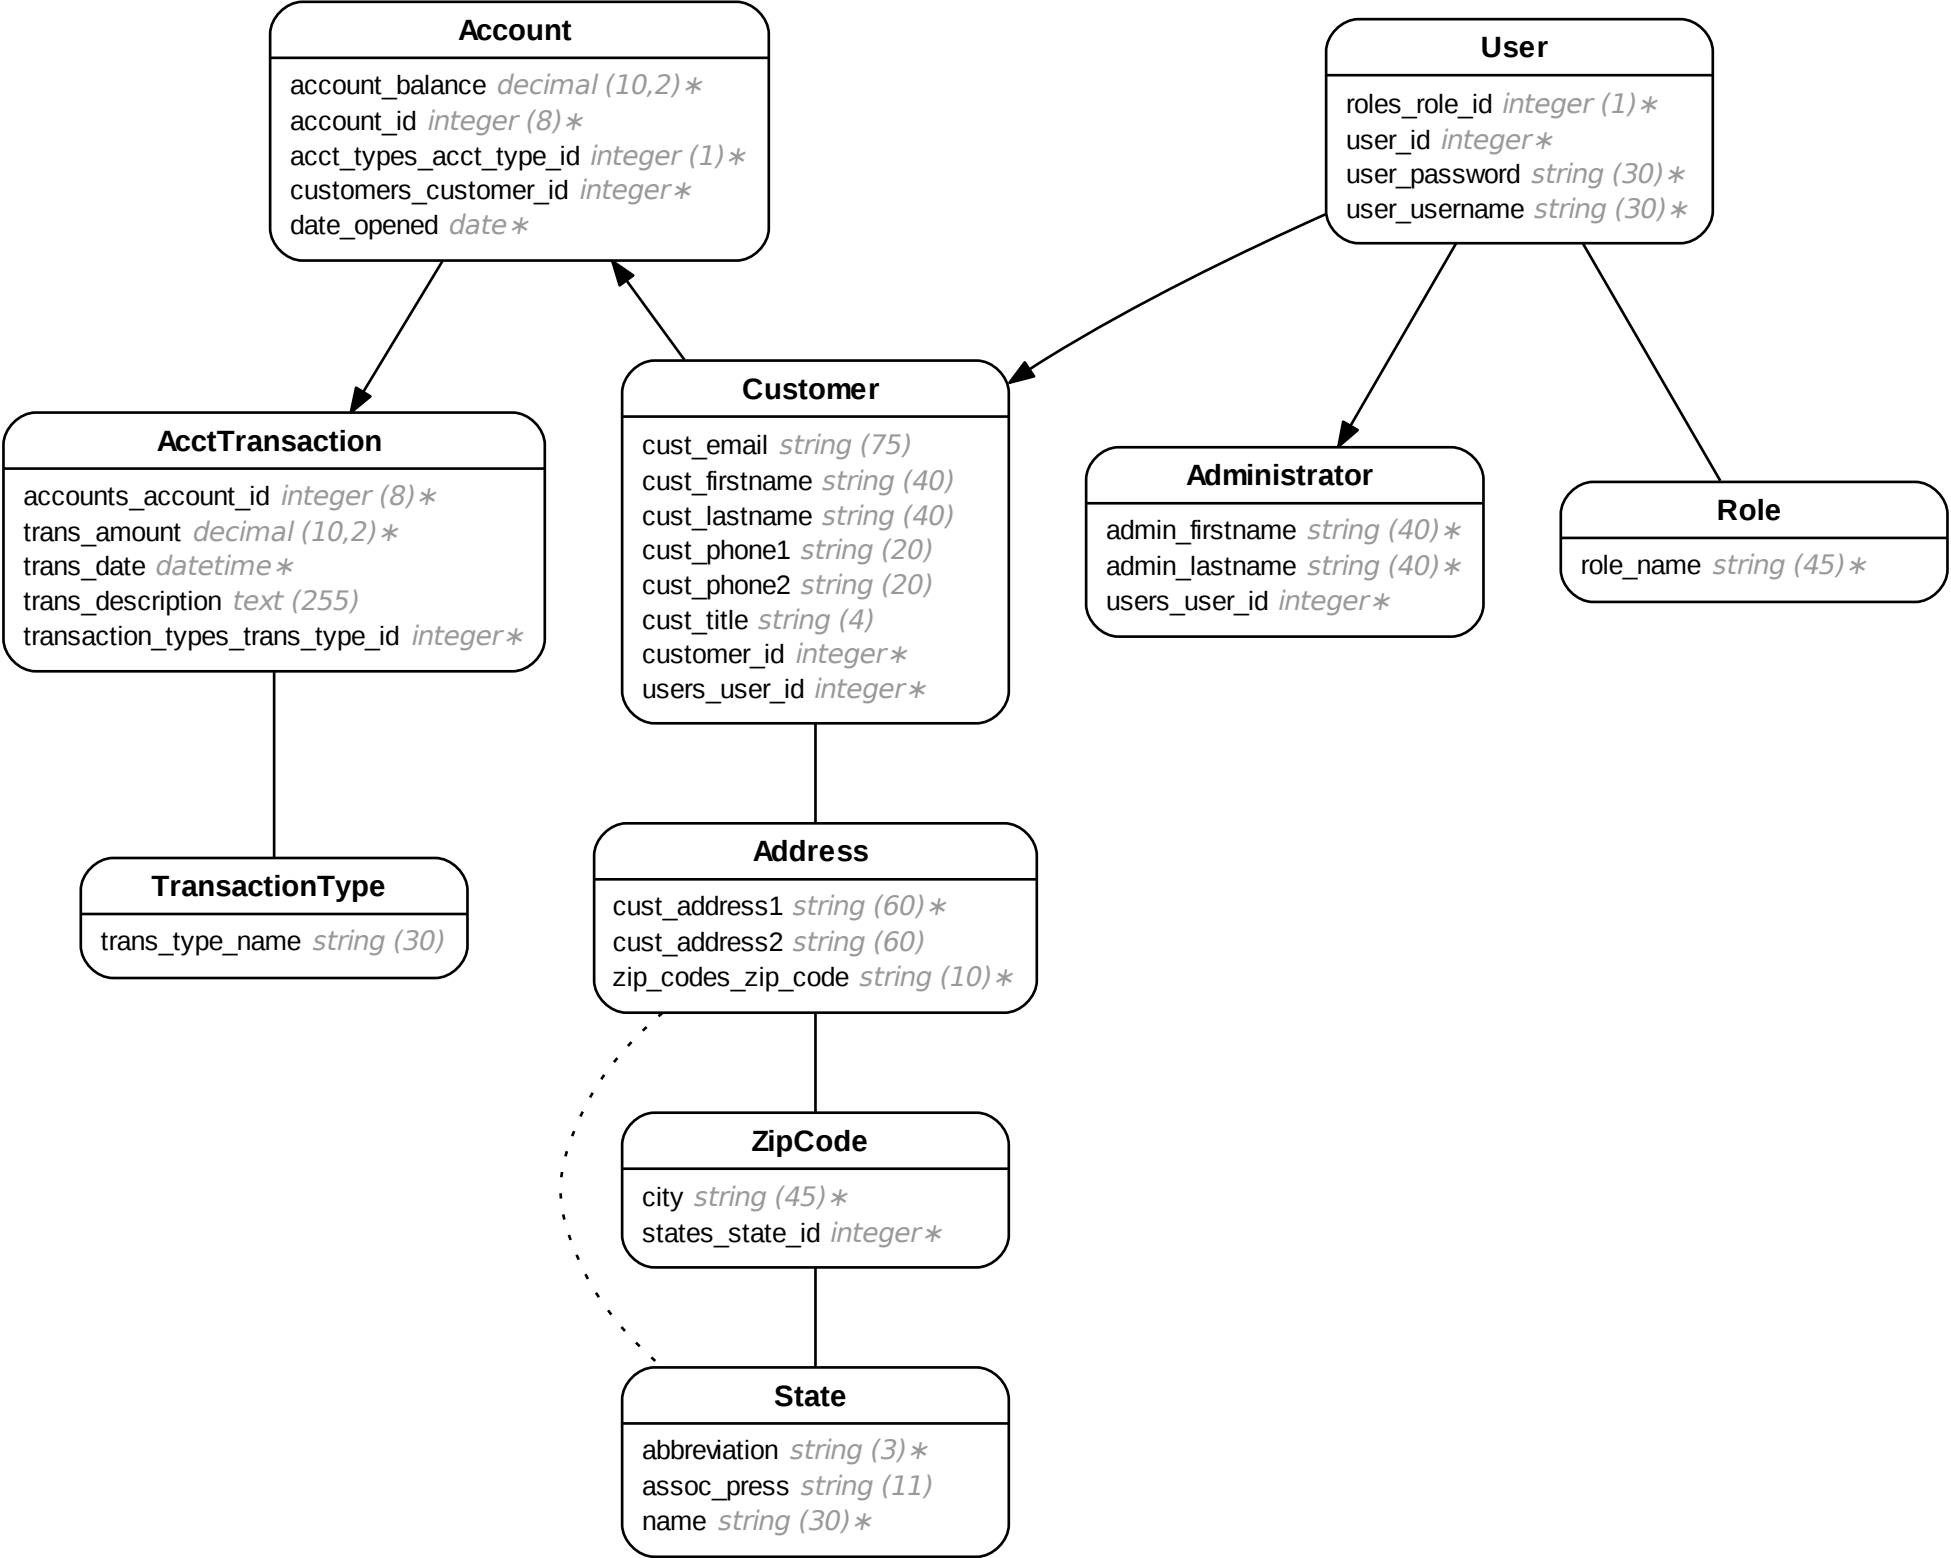 Account
account_balance decimal (10,2)∗
account_id integer (8)∗
acct_types_acct_type_id integer (1)∗
customers_customer_id integer∗
date_opened date∗
User
roles_role_id integer (1)∗
user_id integer∗
user_password string (30)∗
user_username string (30)∗
AcctTransaction
accounts_account_id integer (8)∗
trans_amount decimal (10,2)∗
trans_date datetime∗
trans_description text (255)
transaction_types_trans_type_id integer∗
Customer
cust_email string (75)
cust_firstname string (40)
cust_lastname string (40)
cust_phone1 string (20)
cust_phone2 string (20)
cust_title string (4)
customer_id integer∗
users_user_id integer∗
Administrator
admin_firstname string (40)∗
admin_lastname string (40)∗
users_user_id integer∗
Role
role_name string (45)∗
TransactionType
trans_type_name string (30)
Address
cust_address1 string (60)∗
cust_address2 string (60)
zip_codes_zip_code string (10)∗
ZipCode
city string (45)∗
states_state_id integer∗
State
abbreviation string (3)∗
assoc_press string (11)
name string (30)∗